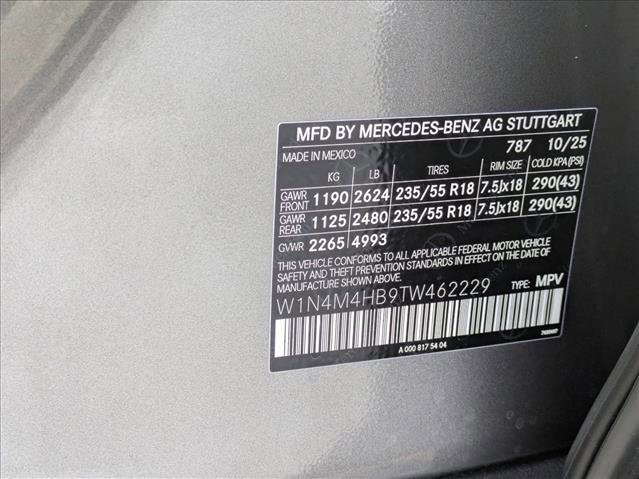 MFD BY MERCEDES-BENZ AG STUTTGART
787 10/25
MADE IN MEXICO
KG LB TIRES RIM SIZE COLD KPA(PSI)
GAWR FRONT 1190 2624 235/55 R18 7.5Jx18 290(43)
GAWR REAR 1125 2480 235/55 R18 7.5Jx18 290(43)
GVWR 2265 4993
THIS VEHICLE CONFORMS TO ALL APPLICABLE FEDERAL MOTOR VEHICLE
SAFETY AND THEFT PREVENTION STANDARDS IN EFFECT ON THE DATE OF
MANUFACTURE SHOWN ABOVE.
W1N4M4HB9TW462229 TYPE: MPV
A 000 817 54 04